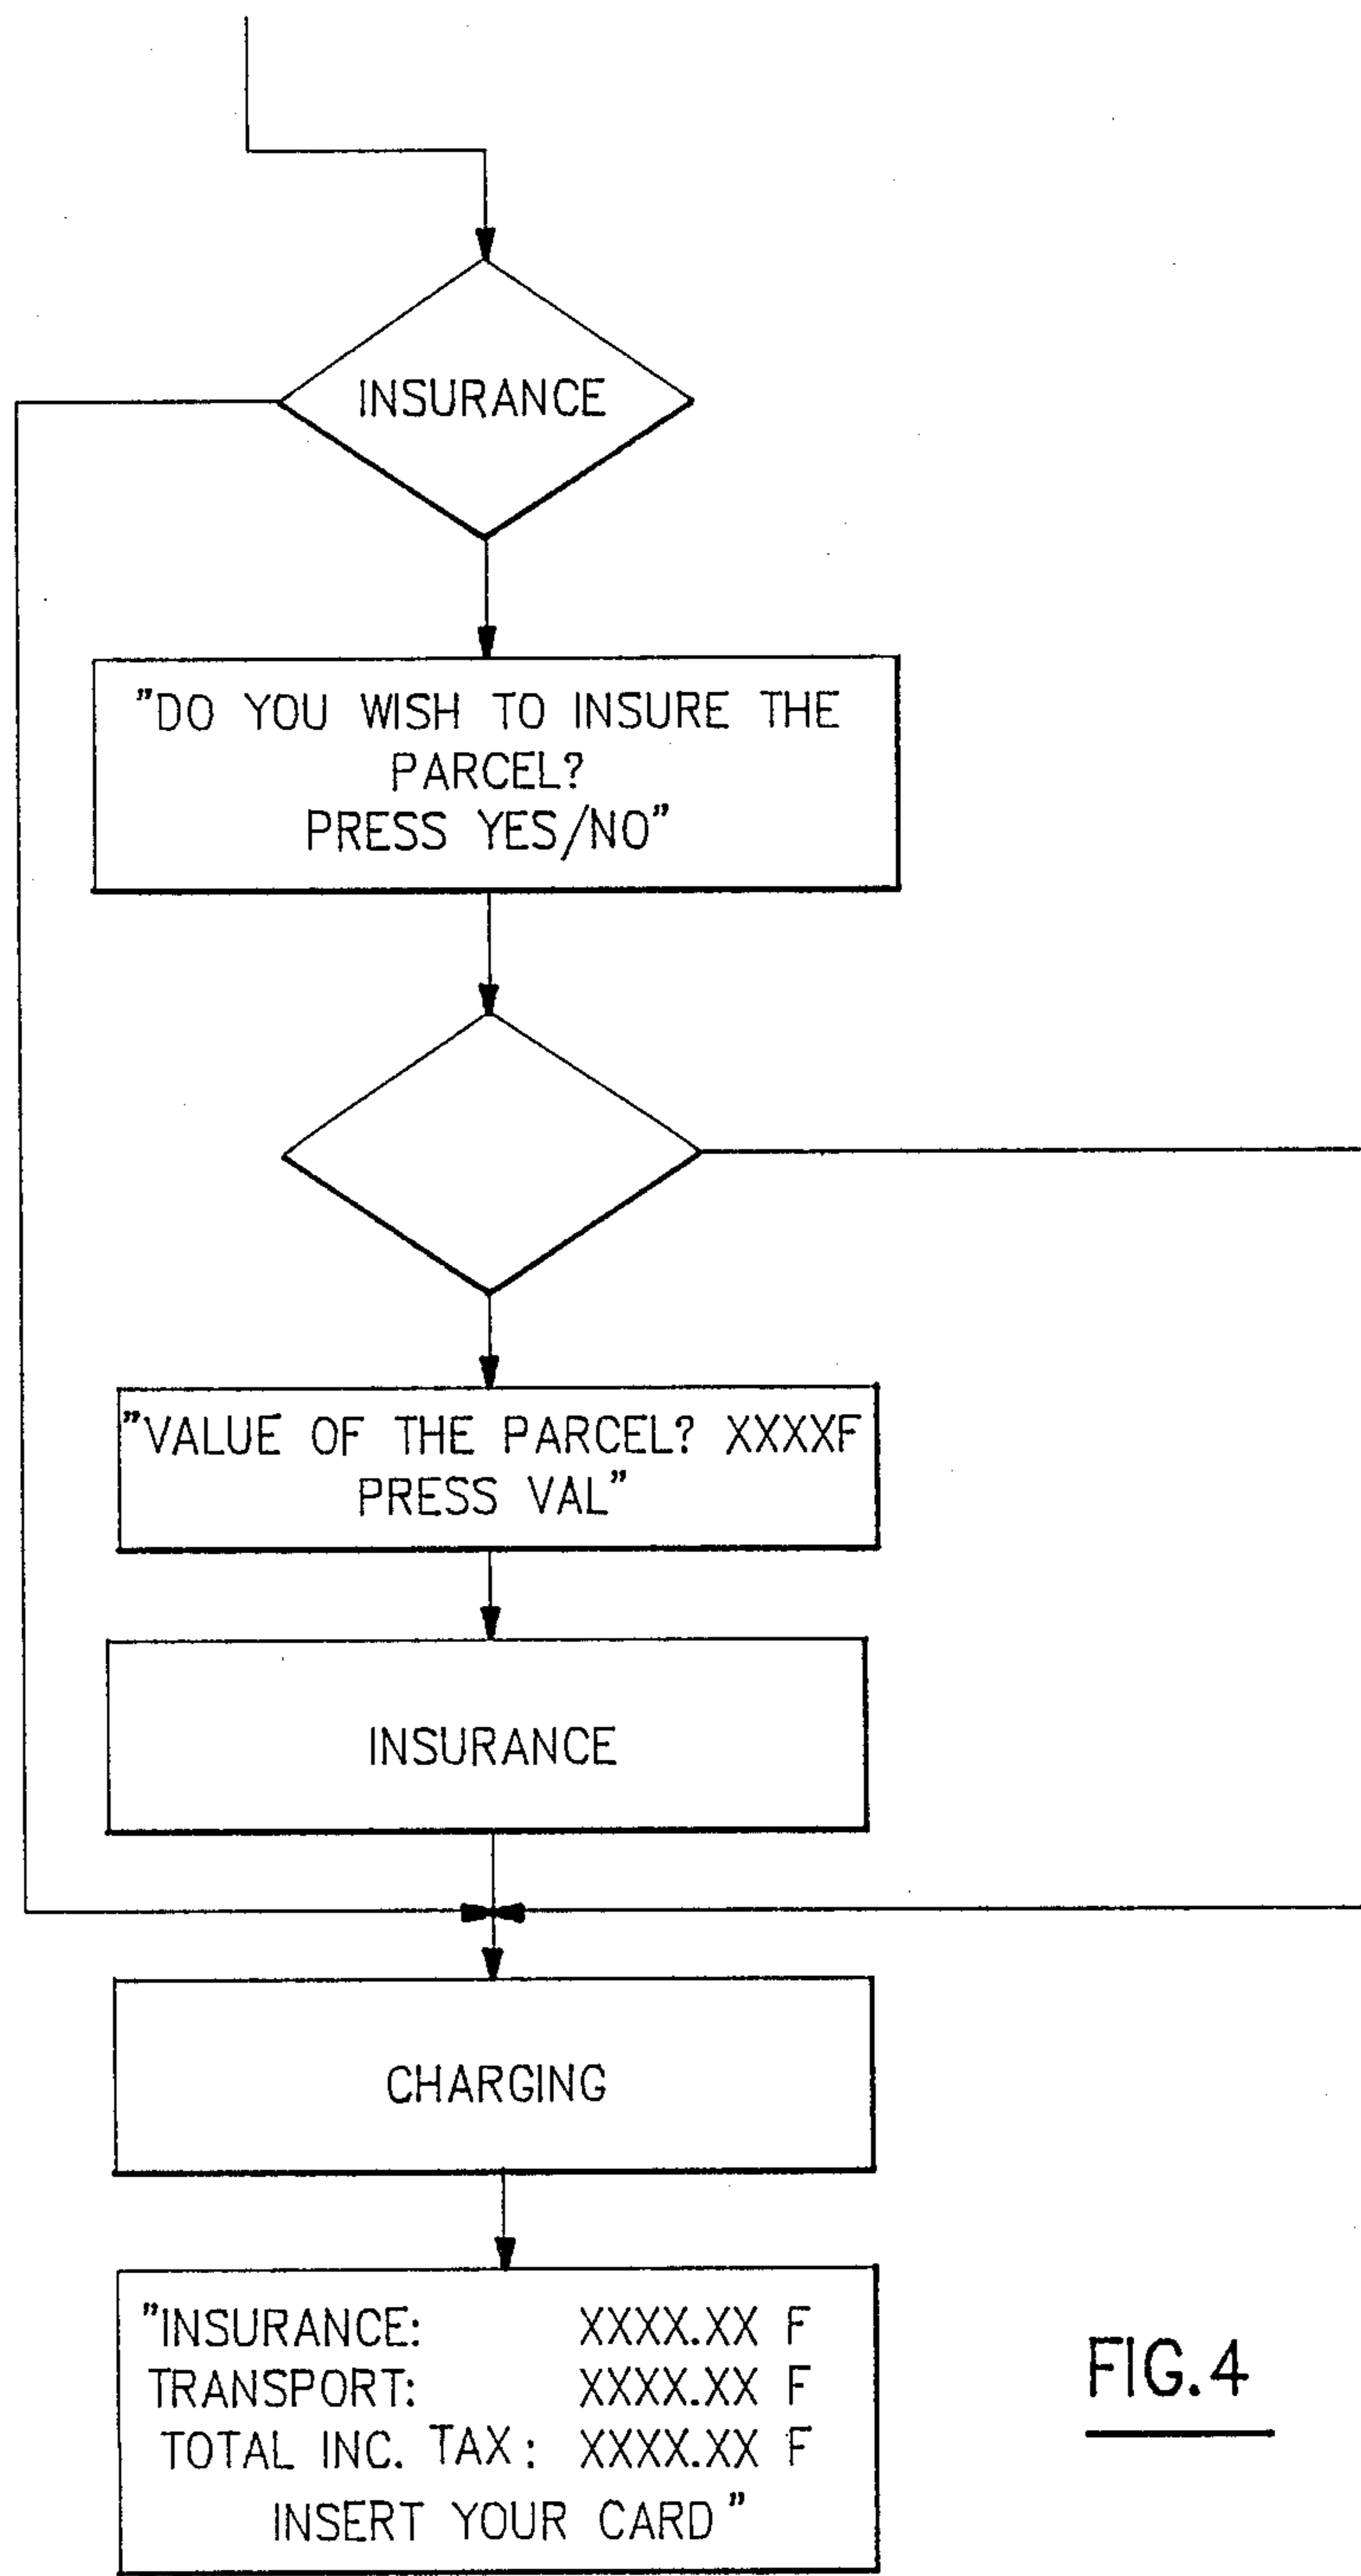 INSURANCE
"DO YOU WISH TO INSURE THE
PARCEL?
PRESS YES/NO"
"VALUE OF THE PARCEL? XXXXF
PRESS VAL"
INSURANCE
CHARGING
"INSURANCE: XXXX.XX F
TRANSPORT: XXXX.XX F
TOTAL INC. TAX: XXXX.XX F
INSERT YOUR CARD"
FIG.4